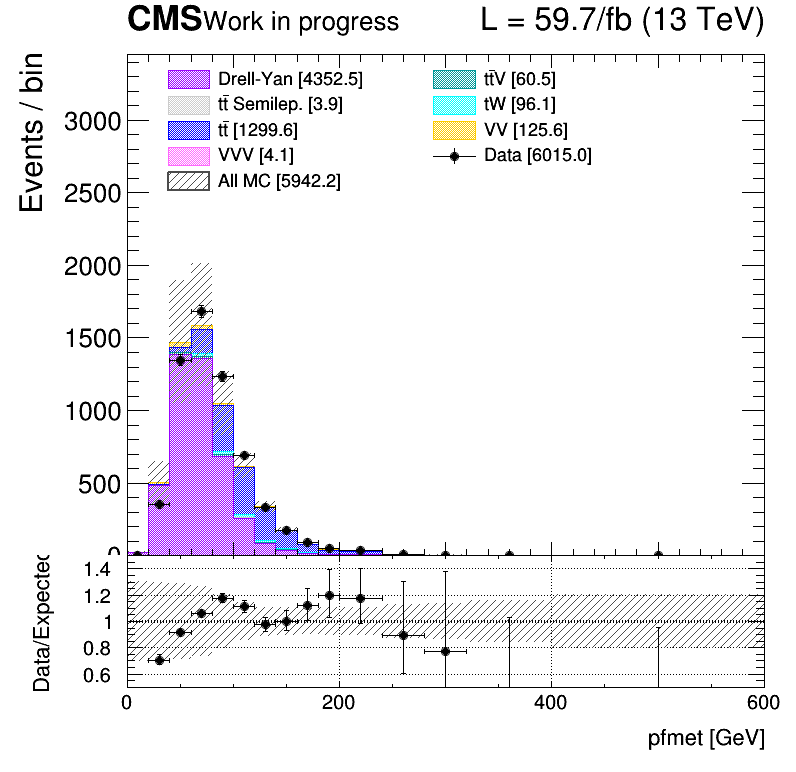 CMS Work in progress L = 59.7/fb (13 TeV)
Events / bin
Drell-Yan [4352.5]
tt̄ Semilep. [3.9]
tt̄ [1299.6]
VVV [4.1]
All MC [5942.2]
tt̄V [60.5]
tW [96.1]
VV [125.6]
Data [6015.0]
3000
2500
2000
1500
1000
500
0
Data/Expected
1.4
1.2
1
0.8
0.6
0 200 400 600
pfmet [GeV]